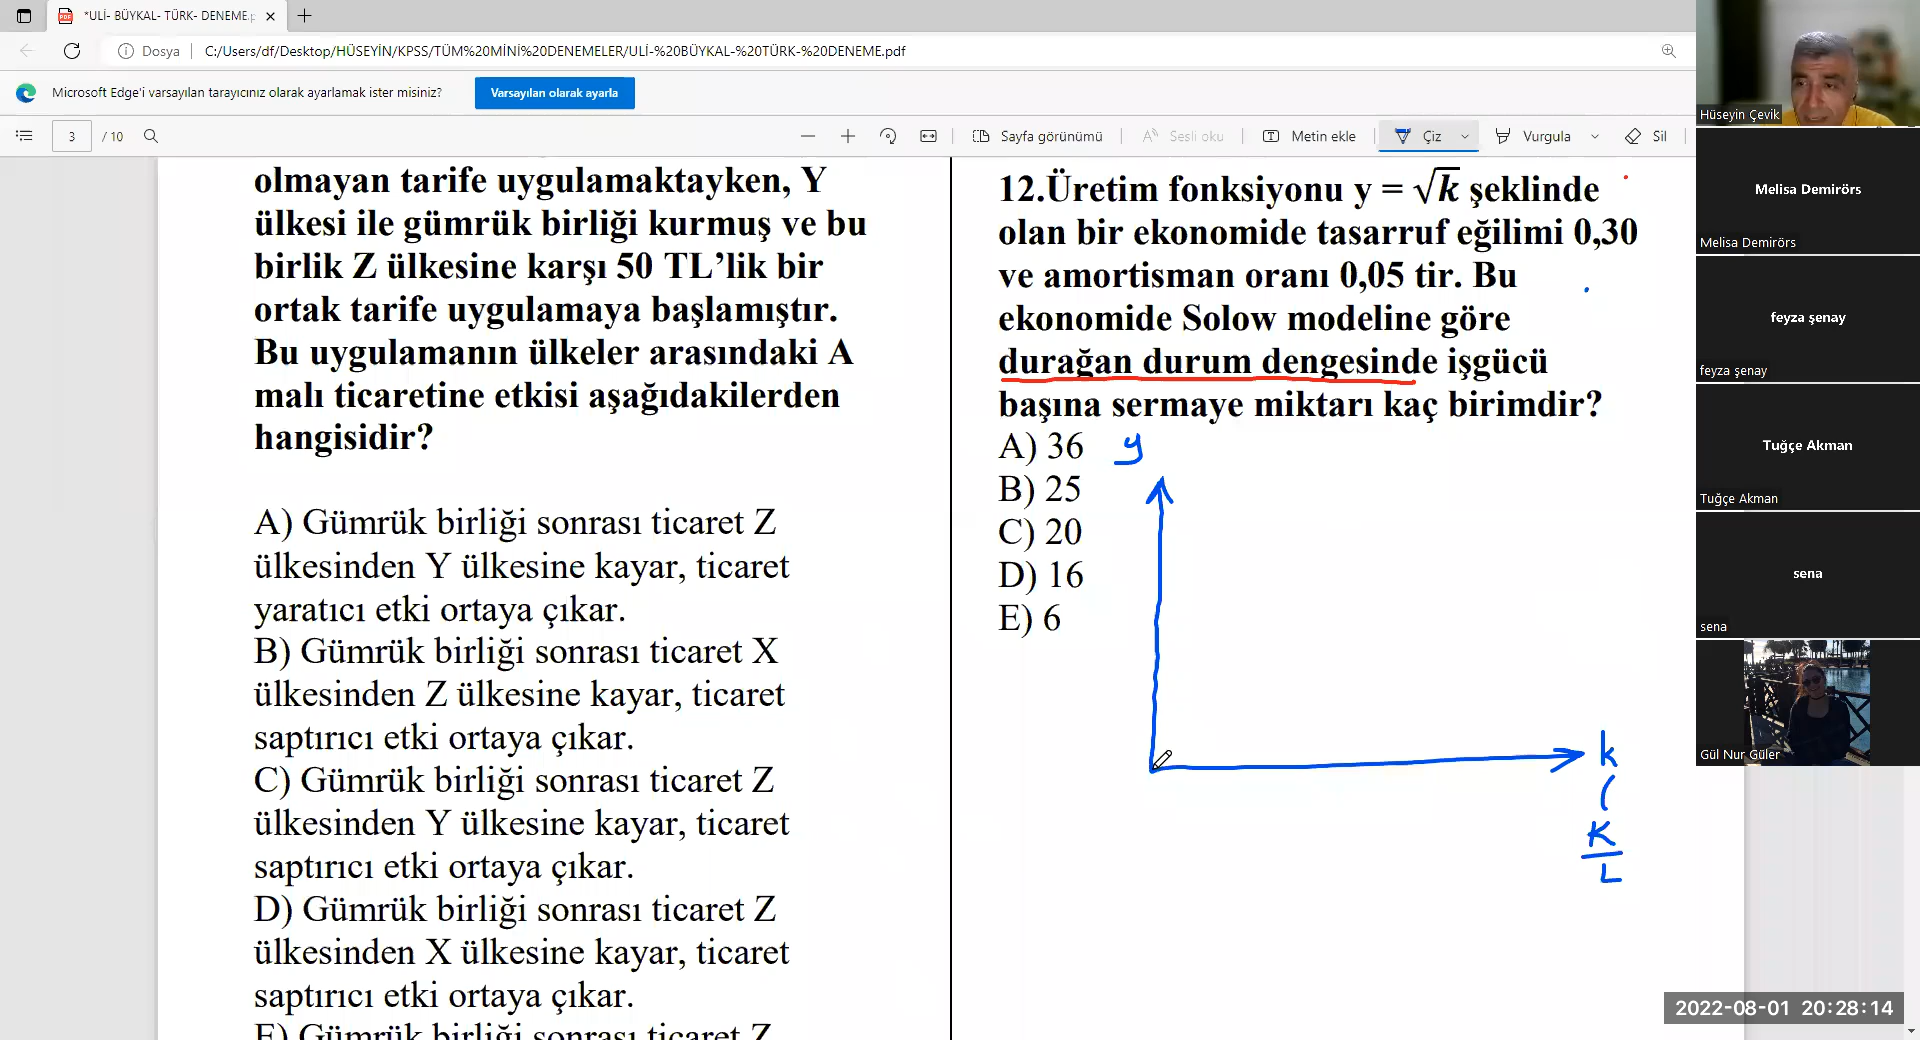 *ULİ- BÜYKAL- TÜRK- DENEME.p
Dosya
C:/Users/df/Desktop/HÜSEYİN/KPSS/TÜM%20MİNİ%20DENEMELER/ULİ-%20BÜYKAL-%20TÜRK-%20DENEME.pdf
Microsoft Edge'i varsayılan tarayıcınız olarak ayarlamak ister misiniz?
Varsayılan olarak ayarla
3 / 10
Sayfa görünümü
Sesli oku
Metin ekle
Çiz
Vurgula
Sil
olmayan tarife uygulamaktayken, Y
ülkesi ile gümrük birliği kurmuş ve bu
birlik Z ülkesine karşı 50 TL’lik bir
ortak tarife uygulamaya başlamıştır.
Bu uygulamanın ülkeler arasındaki A
malı ticaretine etkisi aşağıdakilerden
hangisidir?
A) Gümrük birliği sonrası ticaret Z
ülkesinden Y ülkesine kayar, ticaret
yaratıcı etki ortaya çıkar.
B) Gümrük birliği sonrası ticaret X
ülkesinden Z ülkesine kayar, ticaret
saptırıcı etki ortaya çıkar.
C) Gümrük birliği sonrası ticaret Z
ülkesinden Y ülkesine kayar, ticaret
saptırıcı etki ortaya çıkar.
D) Gümrük birliği sonrası ticaret Z
ülkesinden X ülkesine kayar, ticaret
saptırıcı etki ortaya çıkar.
E) Gümrük birliği sonrası ticaret Z
12.Üretim fonksiyonu y = √k şeklinde
olan bir ekonomide tasarruf eğilimi 0,30
ve amortisman oranı 0,05 tir. Bu
ekonomide Solow modeline göre
durağan durum dengesinde işgücü
başına sermaye miktarı kaç birimdir?
A) 36
B) 25
C) 20
D) 16
E) 6
y
k
(
K
L
Hüseyin Çevik
Melisa Demirörs
Melisa Demirörs
feyza şenay
feyza şenay
Tuğçe Akman
Tuğçe Akman
sena
sena
Gül Nur Güler
2022-08-01 20:28:14